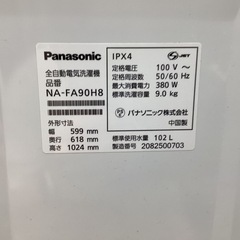 Panasonic
全自動電気洗濯機
品番
NA-FA90H8
外形寸法
幅 599 mm
奥行 618 mm
高さ 1024 mm
IPX4
JET
定格電圧 100 V～
定格周波数 50/60 Hz
最大消費電力 380 W
標準洗濯容量 9.0 kg
パナソニック株式会社
中国製
標準使用水量 102 L
製造番号 2082500703